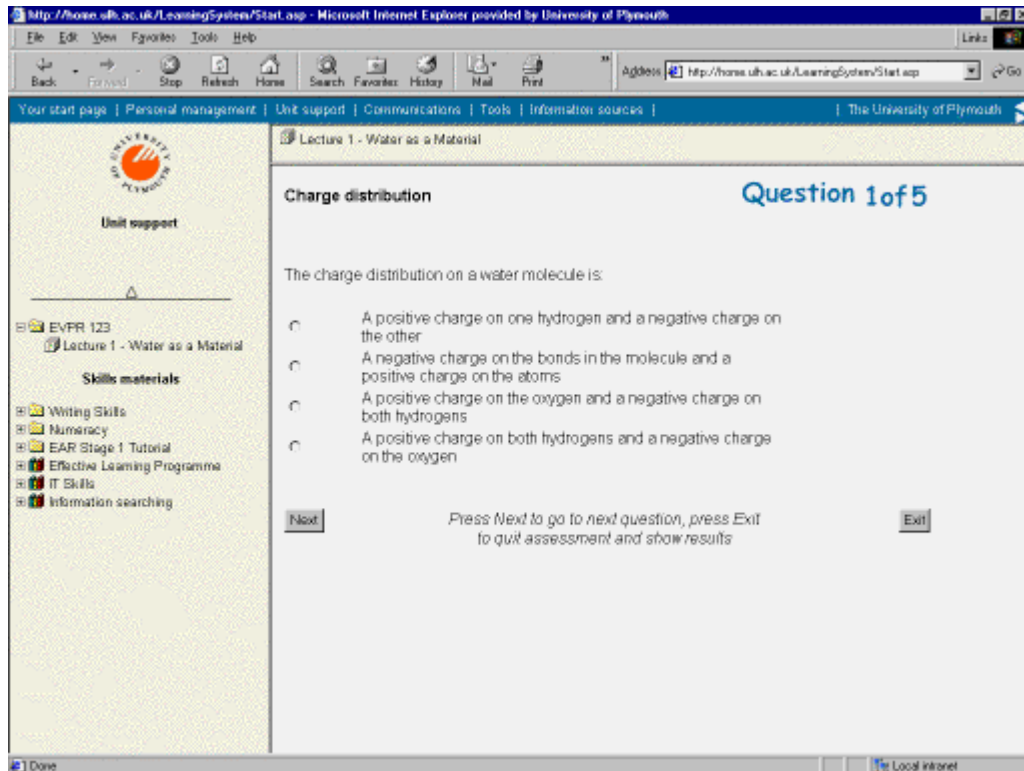 http://home.ulh.ac.uk/LearningSystem/Start.asp - Microsoft Internet Explorer provided by University of Plymouth
File Edit View Favorites Tools Help
Links
Back Forward Stop Refresh Home Search Favorites History Mail Print
Address http://home.ulh.ac.uk/LearningSystem/Start.asp Go
Your start page | Personal management | Unit support | Communications | Tools | Information sources | | The University of Plymouth
UNIVERSITY OF PLYMOUTH
Unit support
EVPR 123
Lecture 1 - Water as a Material
Skills materials
Writing Skills
Numeracy
EAR Stage 1 Tutorial
Effective Learning Programme
IT Skills
Information searching
Lecture 1 - Water as a Material
Charge distribution
Question 1of5
The charge distribution on a water molecule is:
A positive charge on one hydrogen and a negative charge on
the other
A negative charge on the bonds in the molecule and a
positive charge on the atoms
A positive charge on the oxygen and a negative charge on
both hydrogens
A positive charge on both hydrogens and a negative charge
on the oxygen
Next
Press Next to go to next question, press Exit
to quit assessment and show results
Exit
Done
Local intranet